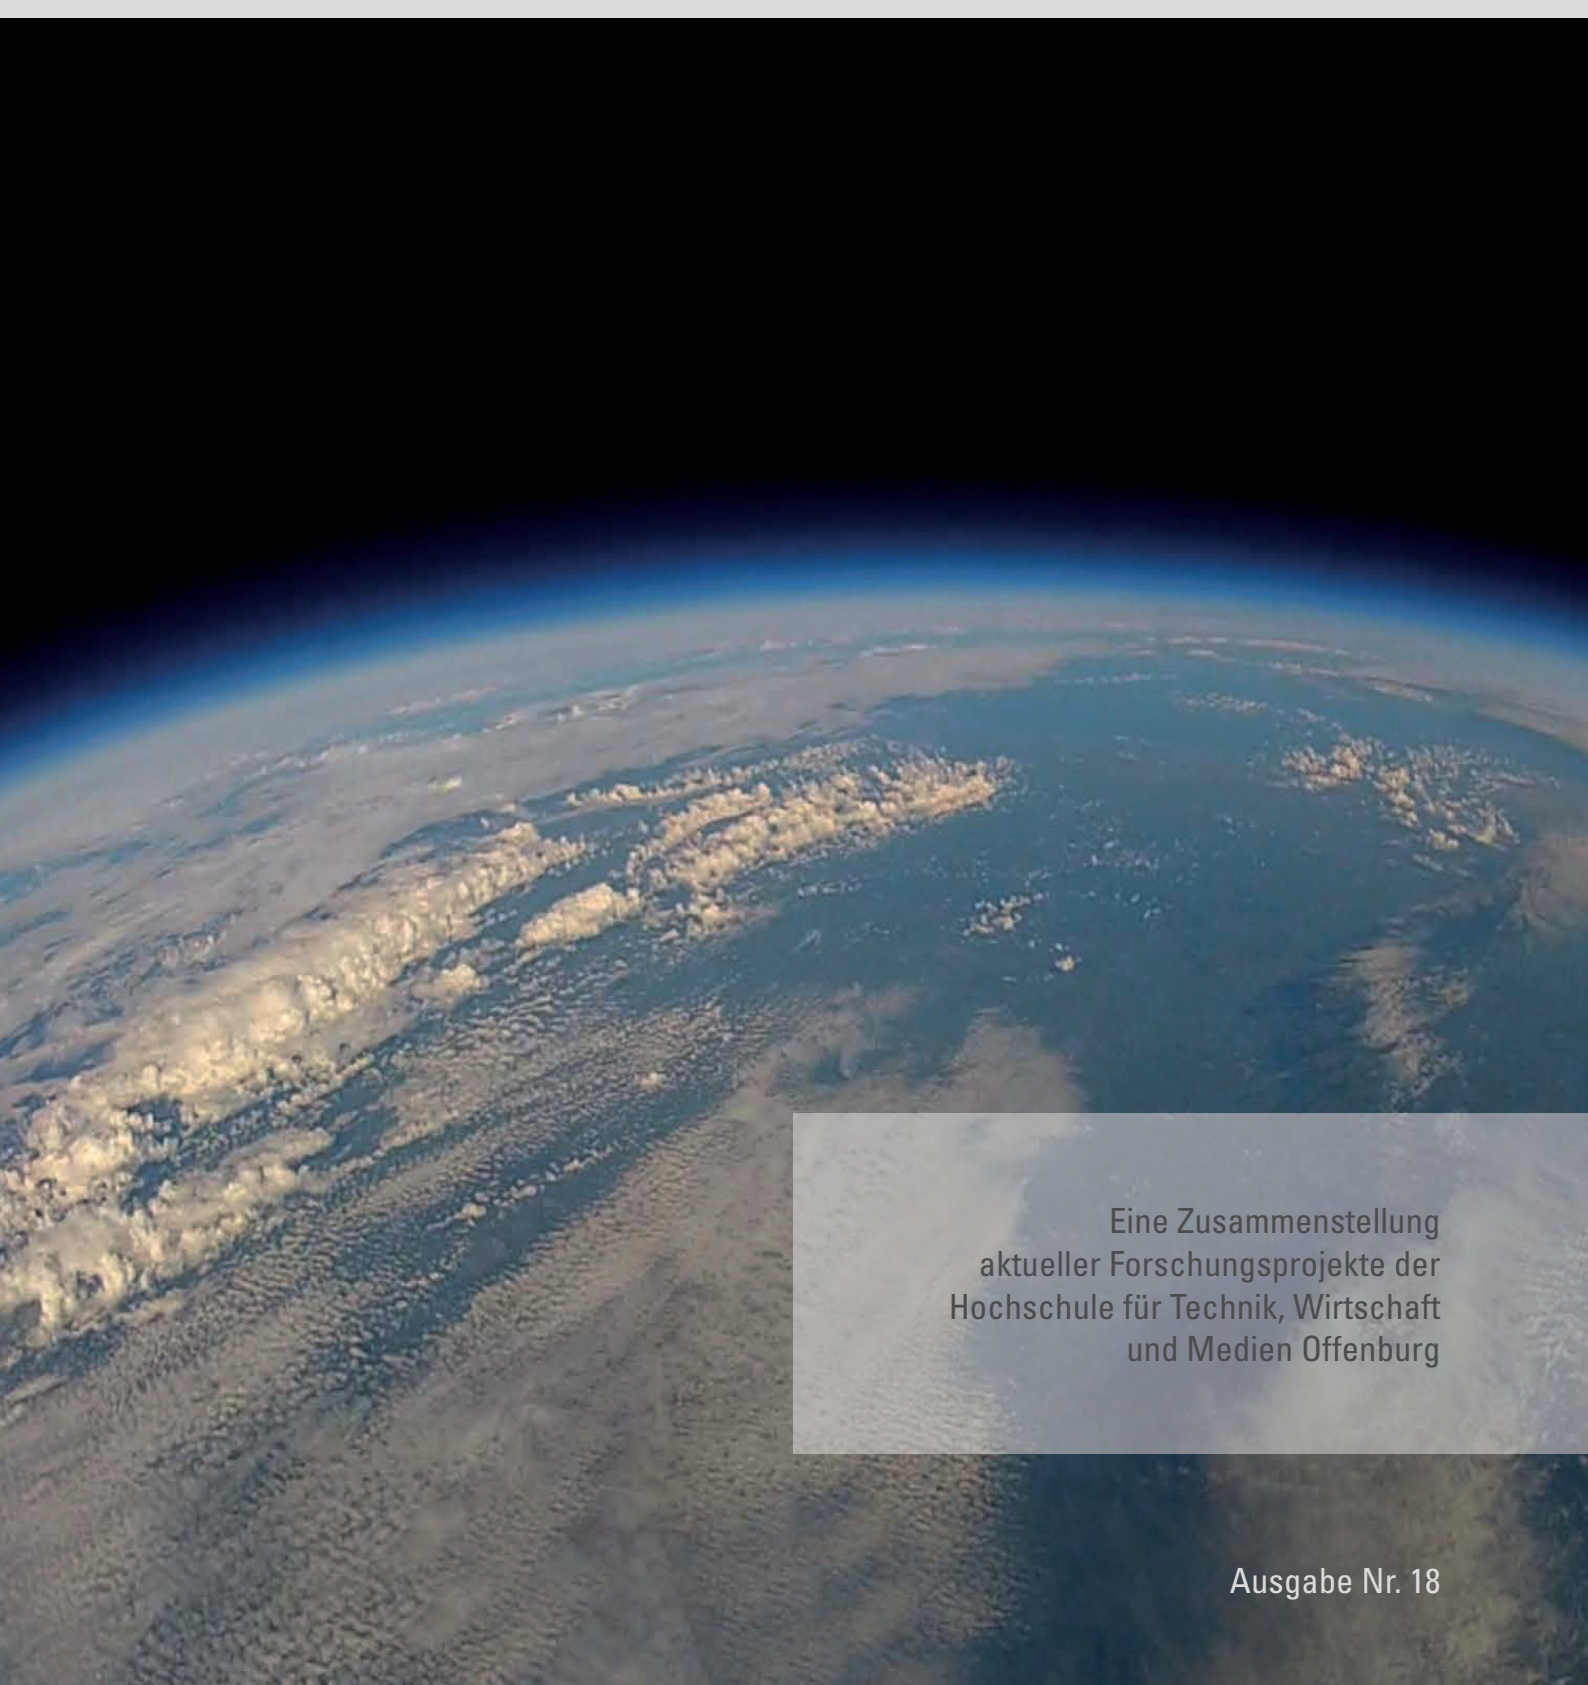 Eine Zusammenstellung
aktueller Forschungsprojekte der
Hochschule für Technik, Wirtschaft
und Medien Offenburg
Ausgabe Nr. 18